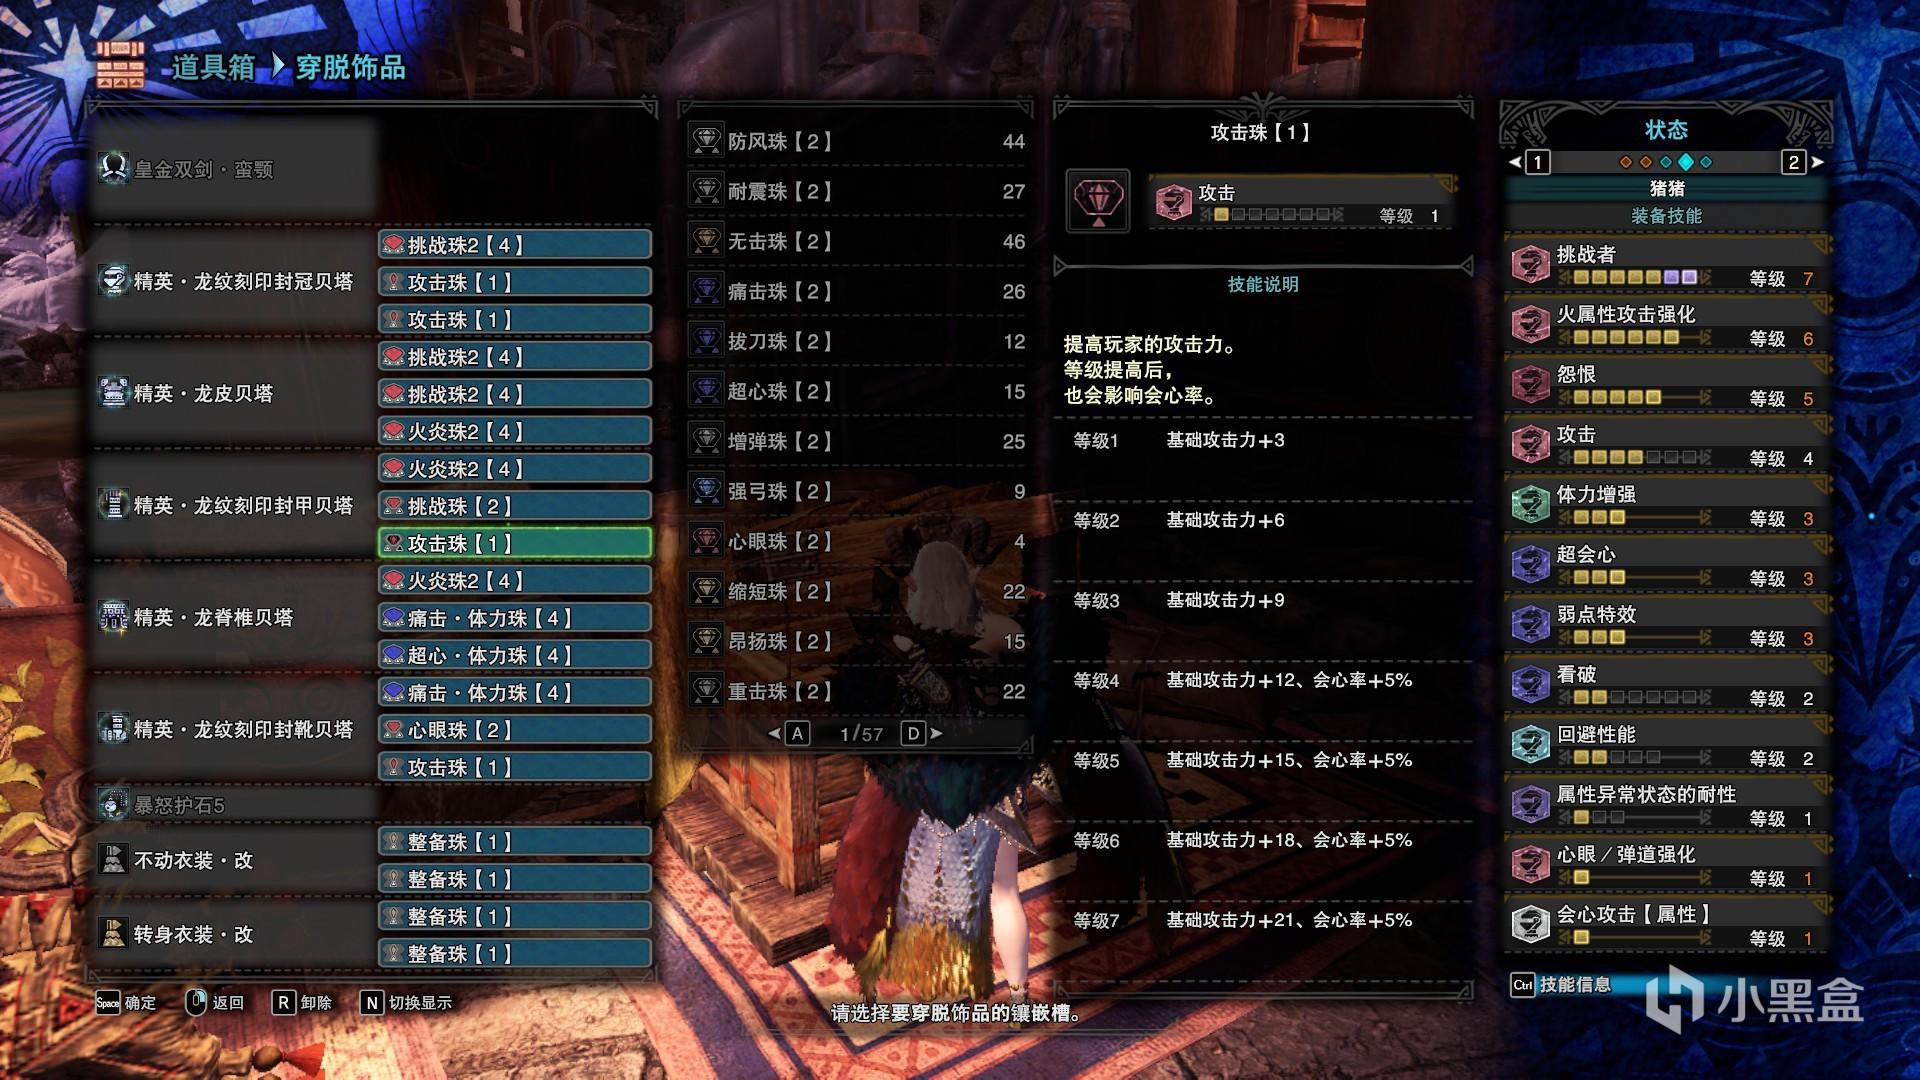 道具箱 穿脱饰品
皇金双剑・蛮颚
精英・龙纹刻印封冠贝塔
挑战珠2【4】
攻击珠【1】
攻击珠【1】
精英・龙皮贝塔
挑战珠2【4】
挑战珠2【4】
火炎珠2【4】
精英・龙纹刻印封甲贝塔
火炎珠2【4】
挑战珠【2】
攻击珠【1】
精英・龙脊椎贝塔
火炎珠2【4】
痛击・体力珠【4】
超心・体力珠【4】
精英・龙纹刻印封靴贝塔
痛击・体力珠【4】
心眼珠【2】
攻击珠【1】
暴怒护石5
不动衣装・改
整备珠【1】
整备珠【1】
转身衣装・改
整备珠【1】
整备珠【1】
Space 确定 返回 R 卸除 N 切换显示
防风珠【2】 44
耐震珠【2】 27
无击珠【2】 46
痛击珠【2】 26
拔刀珠【2】 12
超心珠【2】 15
增弹珠【2】 25
强弓珠【2】 9
心眼珠【2】 4
缩短珠【2】 22
昂扬珠【2】 15
重击珠【2】 22
A 1/57 D
攻击珠【1】
攻击
等级 1
技能说明
提高玩家的攻击力。
等级提高后，
也会影响会心率。
等级1 基础攻击力+3
等级2 基础攻击力+6
等级3 基础攻击力+9
等级4 基础攻击力+12、会心率+5%
等级5 基础攻击力+15、会心率+5%
等级6 基础攻击力+18、会心率+5%
等级7 基础攻击力+21、会心率+5%
请选择要穿脱饰品的镶嵌槽。
状态
1 2
猪猪
装备技能
挑战者
等级 7
火属性攻击强化
等级 6
怨恨
等级 5
攻击
等级 4
体力增强
等级 3
超会心
等级 3
弱点特效
等级 3
看破
等级 2
回避性能
等级 2
属性异常状态的耐性
等级 1
心眼／弹道强化
等级 1
会心攻击【属性】
等级 1
Ctrl 技能信息
小黑盒